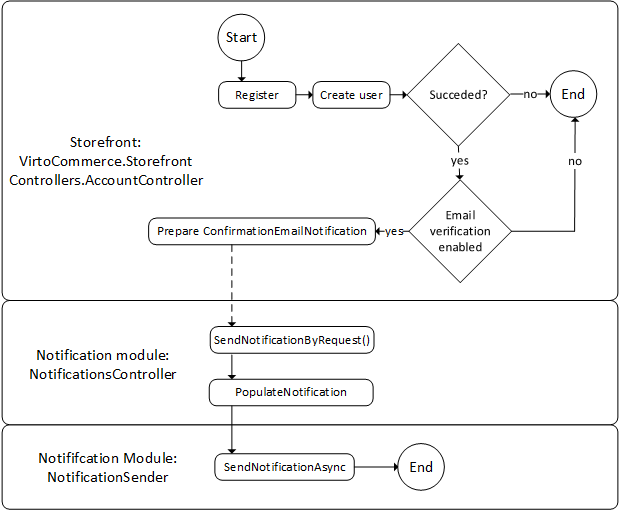 Start
Register
Create user
Succeded?
no
End
Storefront:
VirtoCommerce.Storefront
Controllers.AccountController
yes
no
Email
verification
enabled
yes
Prepare ConfirmationEmailNotification
Notification module:
NotificationsController
SendNotificationByRequest()
PopulateNotification
Notififcation Module:
NotificationSender
SendNotificationAsync
End